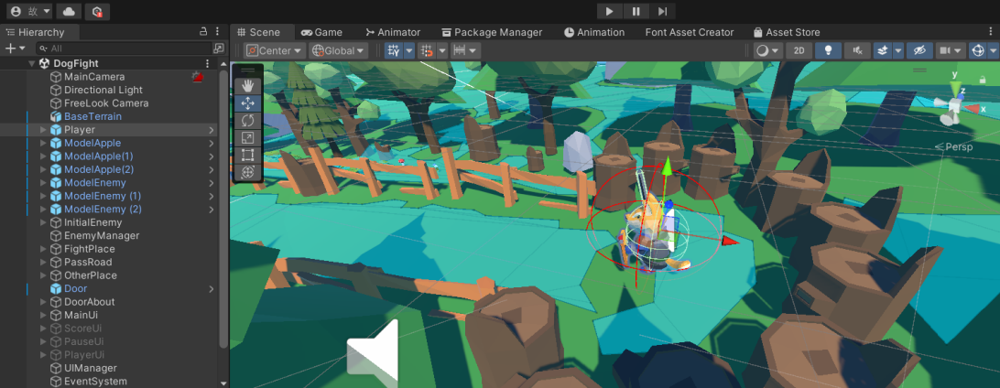 故
Hierarchy
Scene
Game
Animator
Package Manager
Animation
Font Asset Creator
Asset Store
All
Center
Global
2D
DogFight
MainCamera
Directional Light
FreeLook Camera
BaseTerrain
Player
ModelApple
ModelApple(1)
ModelApple(2)
ModelEnemy
ModelEnemy (1)
ModelEnemy (2)
InitialEnemy
EnemyManager
FightPlace
PassRoad
OtherPlace
Door
DoorAbout
MainUi
ScoreUi
PauseUi
PlayerUi
UIManager
EventSystem
y
z
x
Persp